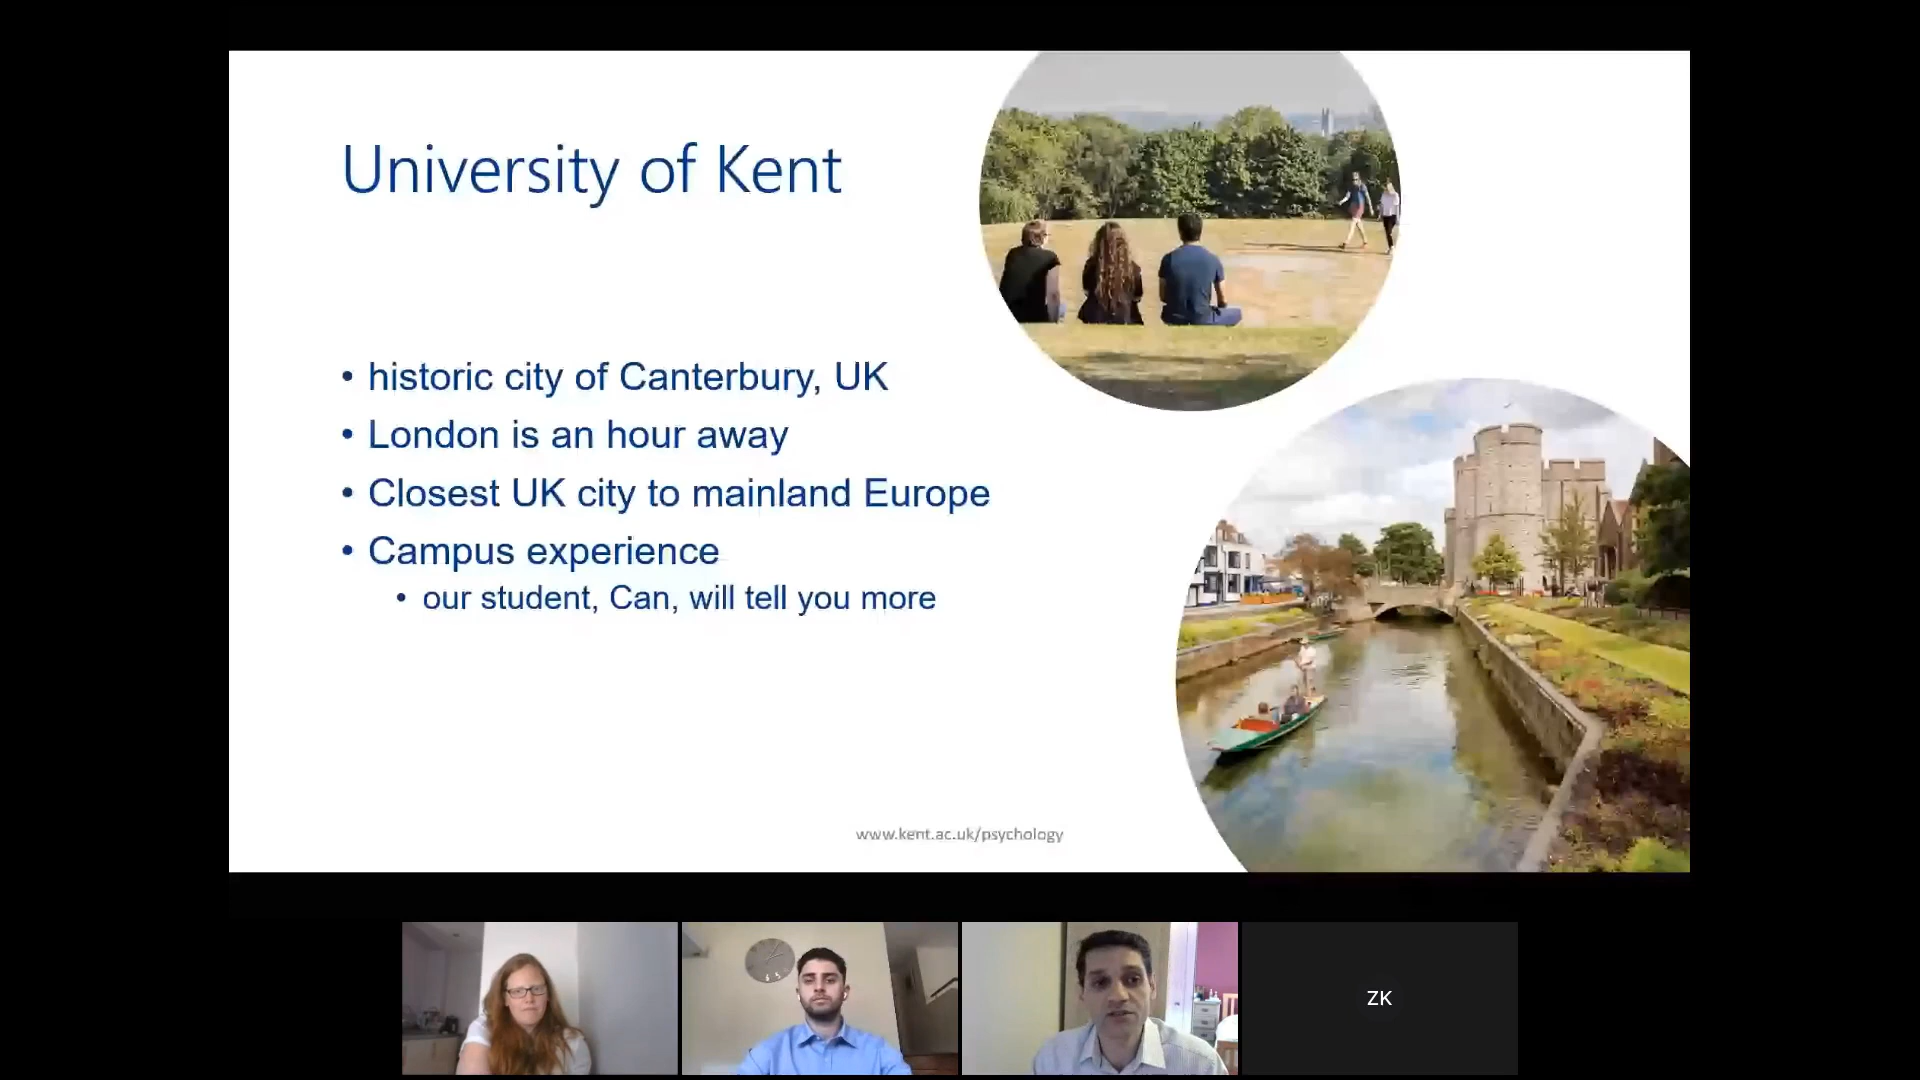 University of Kent
• historic city of Canterbury, UK
• London is an hour away
• Closest UK city to mainland Europe
• Campus experience
• our student, Can, will tell you more
www.kent.ac.uk/psychology
ZK